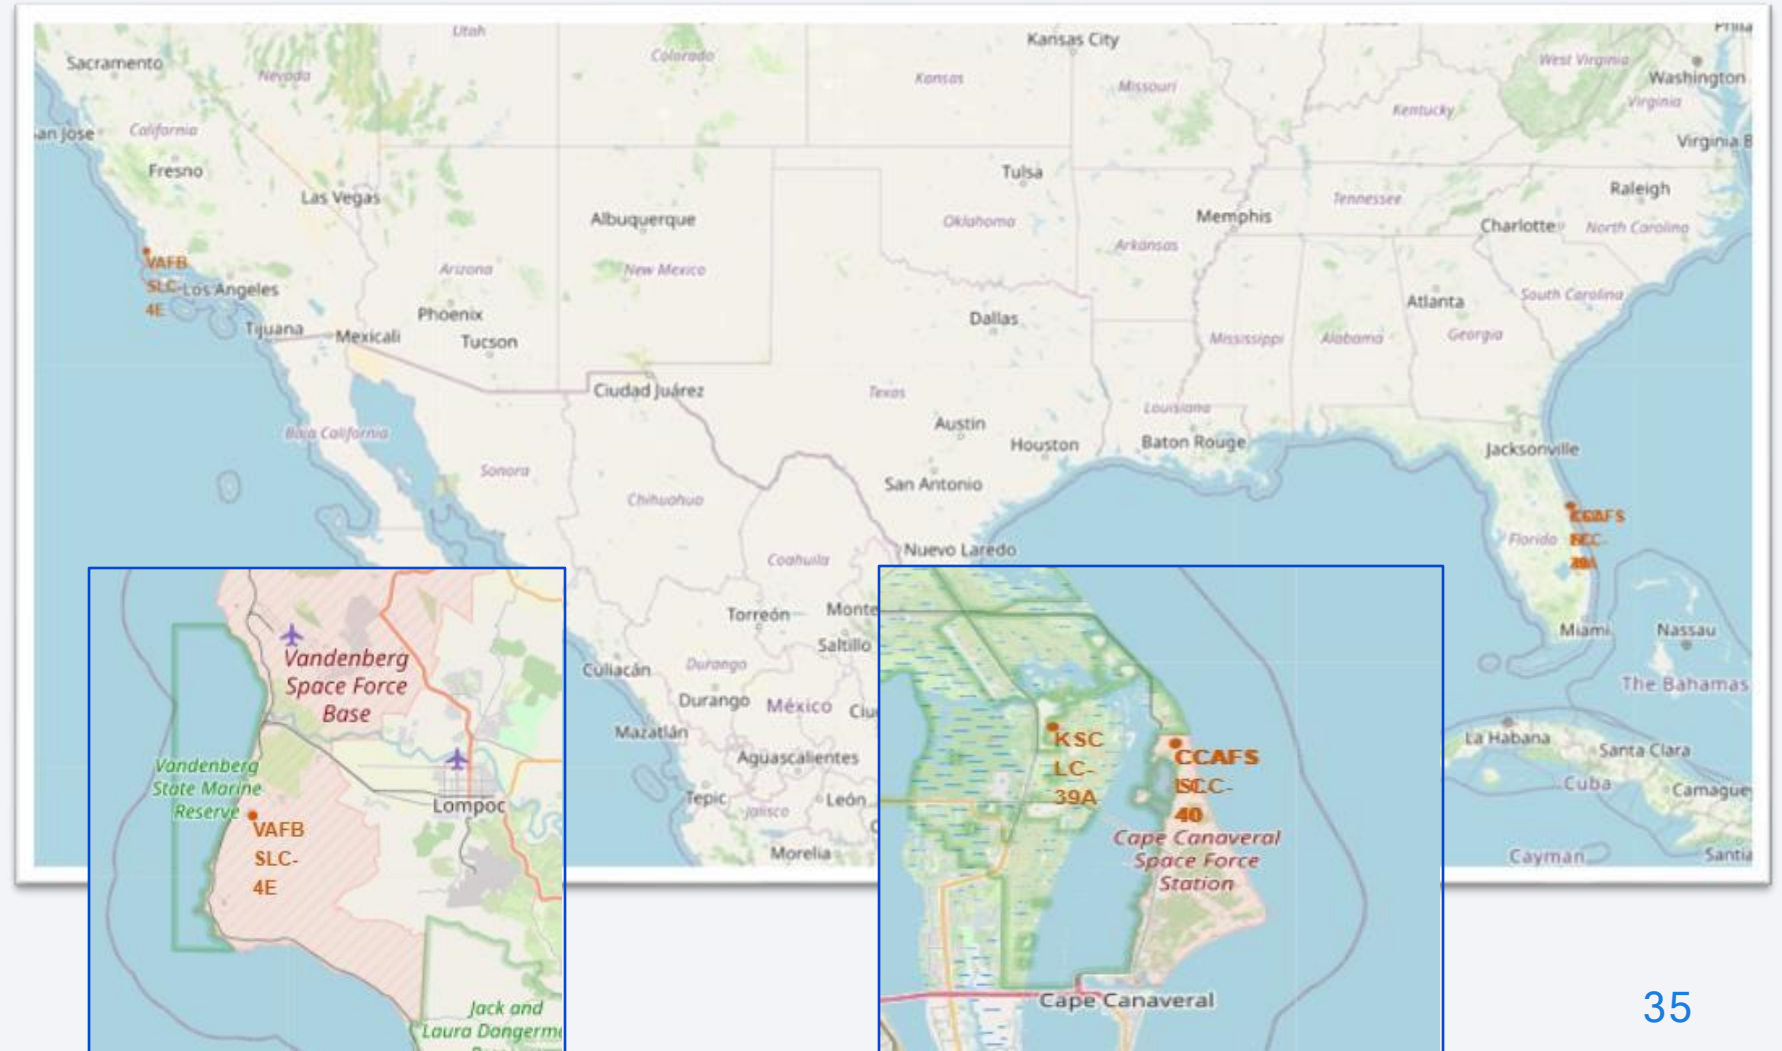 Utah
Colorado
Kansas City
Sacramento
Nevada
Kansas
Missouri
West Virginia
Washington
Virginia
Kentucky
an Jose
California
Virginia B
Fresno
Las Vegas
Tulsa
Raleigh
Tennessee
Albuquerque
Oklahoma
Memphis
Charlotte
North Carolina
Arkansas
VAFB
SLC-
4E
Los Angeles
Arizona
New Mexico
Phoenix
Atlanta
South Carolina
Tijuana
Mexicali
Tucson
Dallas
Mississippi
Alabama
Georgia
Ciudad Juárez
Texas
Louisiana
Baja California
Austin
Houston
Baton Rouge
Jacksonville
Sonora
Chihuahua
San Antonio
Florida
Nuevo Laredo
Coahuila
Torreón
Monte
Saltillo
Miami
Nassau
Culiacán
Durango
Durango
México
Ciu
The Bahamas
Mazatlán
Aguascalientes
La Habana
Santa Clara
Tepic
Jalisco
León
Cuba
Camagüe
Morelia
Cayman
Santia
Vandenberg
Space Force
Base
Vandenberg
State Marine
Reserve
Lompoc
VAFB
SLC-
4E
Jack and
Laura Dangerm
KSC
LC-
39A
CCAFS
40
Cape Canaveral
Space Force
Station
Cape Canaveral
35